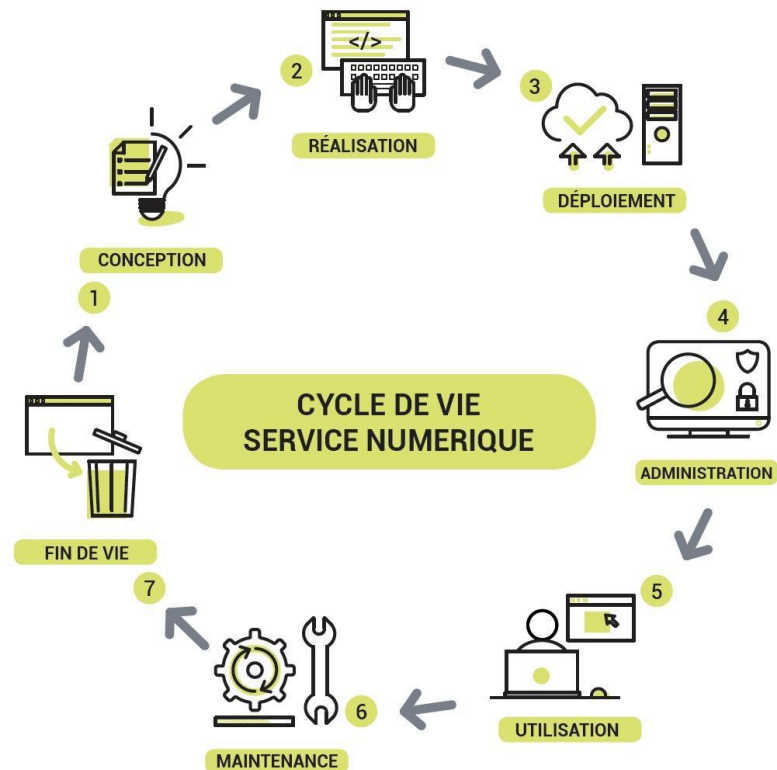 CYCLE DE VIE
SERVICE NUMERIQUE
CONCEPTION
1
2
</>
RÉALISATION
3
DÉPLOIEMENT
4
ADMINISTRATION
5
UTILISATION
6
MAINTENANCE
FIN DE VIE
7